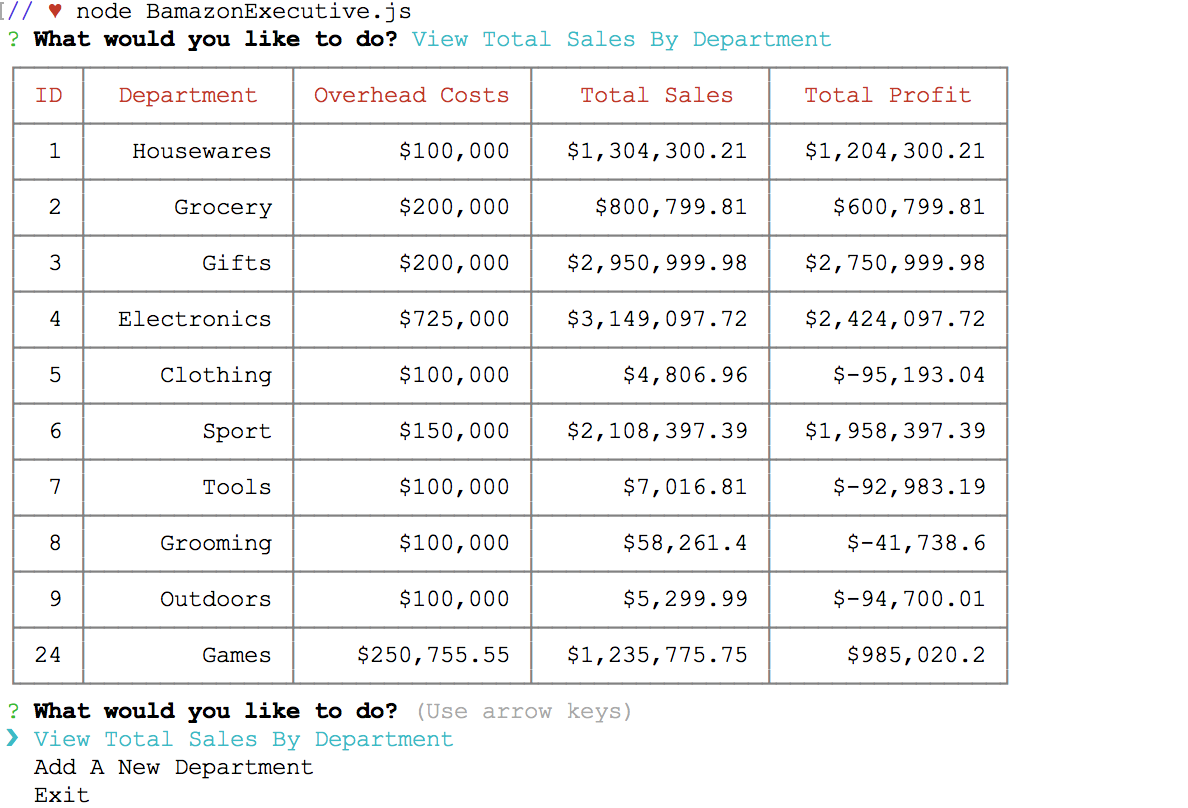 [// ♥ node BamazonExecutive.js
? What would you like to do? View Total Sales By Department
ID Department Overhead Costs Total Sales Total Profit
1 Housewares $100,000 $1,304,300.21 $1,204,300.21
2 Grocery $200,000 $800,799.81 $600,799.81
3 Gifts $200,000 $2,950,999.98 $2,750,999.98
4 Electronics $725,000 $3,149,097.72 $2,424,097.72
5 Clothing $100,000 $4,806.96 $-95,193.04
6 Sport $150,000 $2,108,397.39 $1,958,397.39
7 Tools $100,000 $7,016.81 $-92,983.19
8 Grooming $100,000 $58,261.4 $-41,738.6
9 Outdoors $100,000 $5,299.99 $-94,700.01
24 Games $250,755.55 $1,235,775.75 $985,020.2
? What would you like to do? (Use arrow keys)
❯ View Total Sales By Department
Add A New Department
Exit